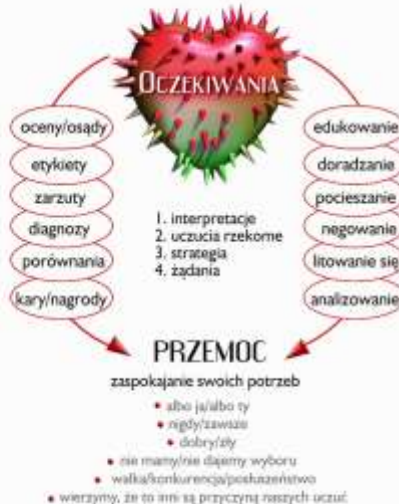 OCZEKIWANIA
oceny/osądy
etykiety
zarzuty
diagnozy
porównania
kary/nagrody
1. interpretacje
2. uczucia rzekome
3. strategia
4. żądania
edukowanie
doradzanie
pocieszanie
negowanie
litowanie się
analizowanie
PRZEMOC
zaspokajanie swoich potrzeb
• albo ja/albo ty
• nigdy/zawsze
• dobry/zły
• nie mamy/nie dajemy wyboru
• walka/konkurencja/posłuszeństwo
• wierzymy, że to inni są przyczyną naszych uczuć